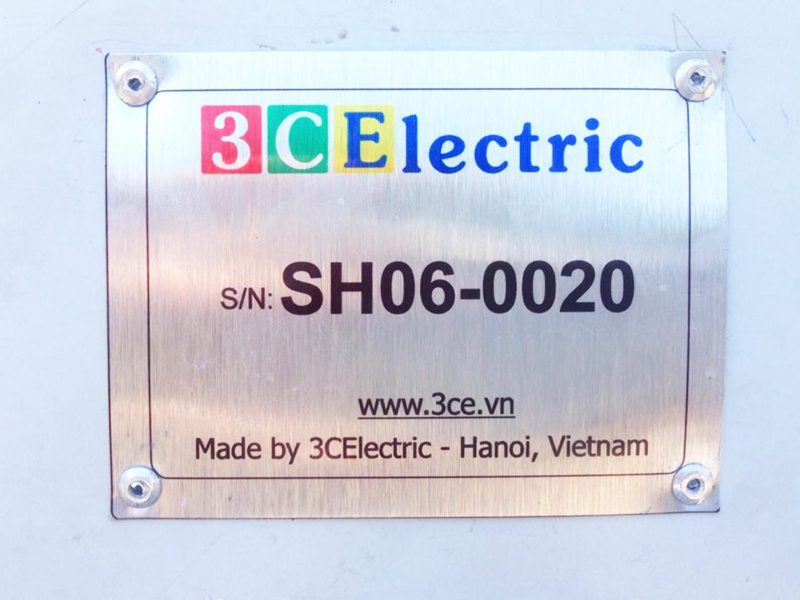 3CElectric
S/N: SH06-0020
www.3ce.vn
Made by 3CElectric - Hanoi, Vietnam